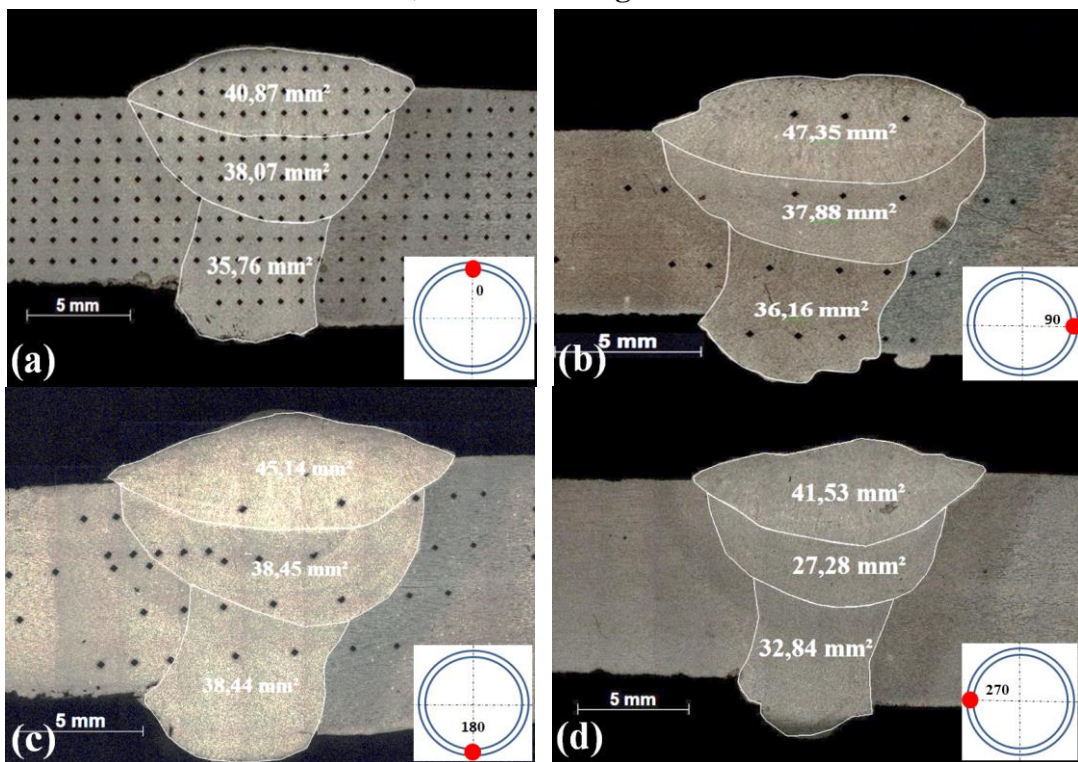 40,87 mm²
38,07 mm²
35,76 mm²
5 mm
0
(a)
47,35 mm²
37,88 mm²
36,16 mm²
5 mm
90
(b)
45,14 mm²
38,45 mm²
38,44 mm²
5 mm
180
(c)
41,53 mm²
27,28 mm²
32,84 mm²
5 mm
270
(d)